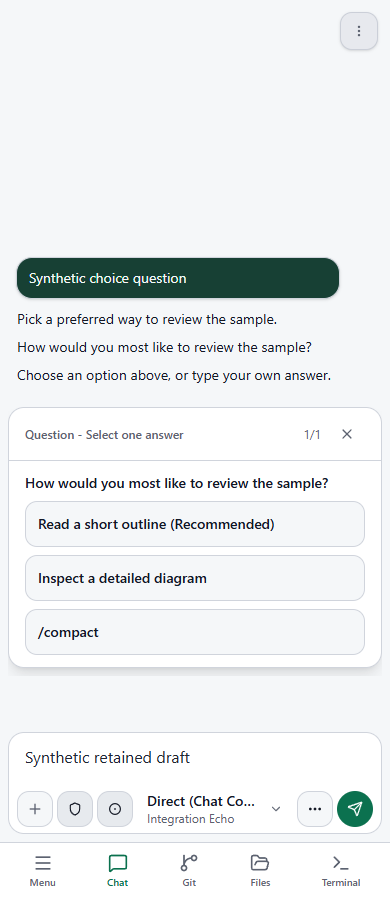 Synthetic choice question
Pick a preferred way to review the sample.
How would you most like to review the sample?
Choose an option above, or type your own answer.
Question - Select one answer 1/1
How would you most like to review the sample?
Read a short outline (Recommended)
Inspect a detailed diagram
/compact
Synthetic retained draft
Direct (Chat Co...
Integration Echo
Menu Chat Git Files Terminal